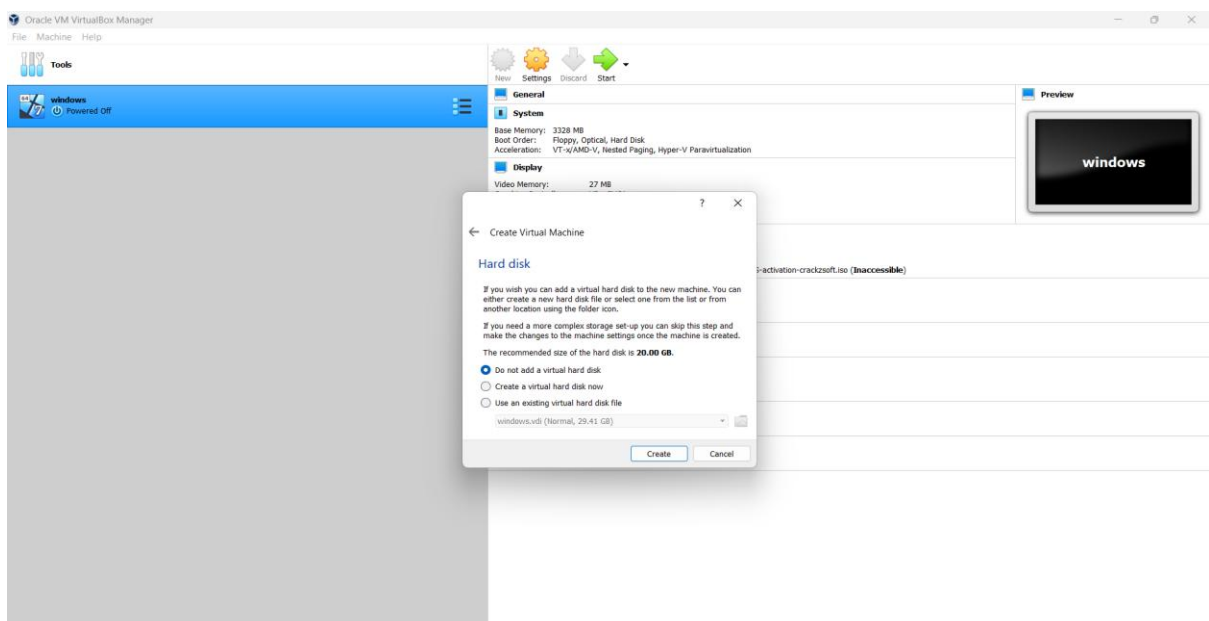 Oracle VM VirtualBox Manager
File Machine Help
Tools
New Settings Discard Start
windows
Powered Off
General
System
Base Memory: 3328 MB
Boot Order: Floppy, Optical, Hard Disk
Acceleration: VT-x/AMD-V, Nested Paging, Hyper-V Paravirtualization
Display
Video Memory: 27 MB
Preview
windows
-activation-crackzsoft.iso (Inaccessible)
? ×
Create Virtual Machine
Hard disk
If you wish you can add a virtual hard disk to the new machine. You can
either create a new hard disk file or select one from the list or from
another location using the folder icon.
If you need a more complex storage set-up you can skip this step and
make the changes to the machine settings once the machine is created.
The recommended size of the hard disk is 20.00 GB.
Do not add a virtual hard disk
Create a virtual hard disk now
Use an existing virtual hard disk file
windows.vdi (Normal, 29.41 GB)
Create Cancel